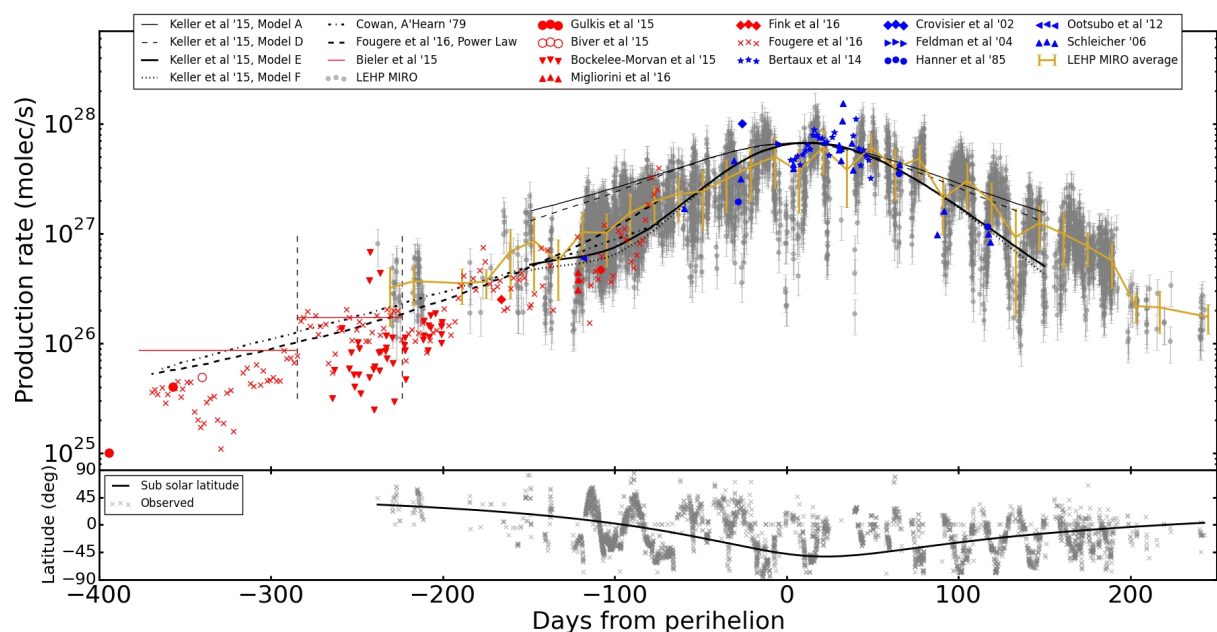 Keller et al '15, Model A
Keller et al '15, Model D
Keller et al '15, Model E
Keller et al '15, Model F
Cowan, A'Hearn '79
Fougere et al '16, Power Law
Bieler et al '15
LEHP MIRO
Gulkis et al '15
Biver et al '15
Bockelee-Morvan et al '15
Migliorini et al '16
Fink et al '16
Fougere et al '16
Bertaux et al '14
Crovisier et al '02
Feldman et al '04
Hanner et al '85
Ootsubo et al '12
Schleicher '06
LEHP MIRO average
Production rate (molec/s)
10^28
10^27
10^26
10^25
Latitude (deg)
90
45
0
−45
−90
Sub solar latitude
Observed
−400 −300 −200 −100 0 100 200
Days from perihelion